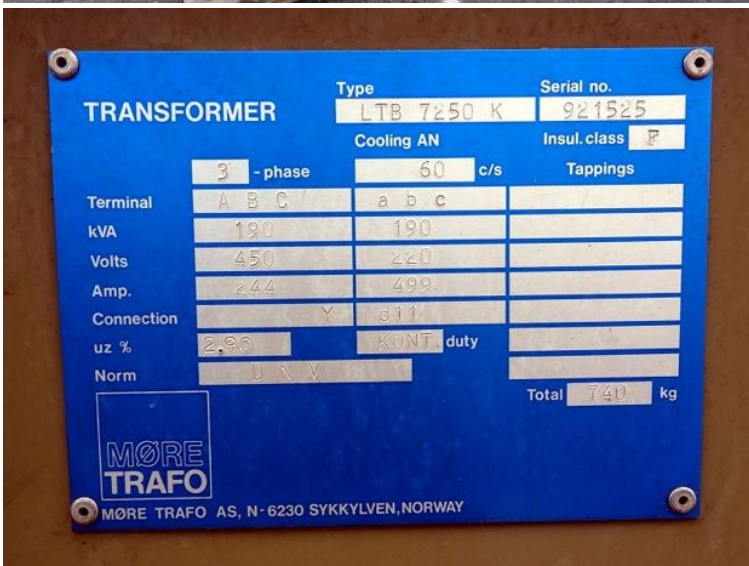 Type Serial no.
TRANSFORMER LTB 7250 K 921525
Cooling AN Insul.class F
3 - phase 60 c/s Tappings
Terminal A B C a b c
kVA 190 190
Volts 450 220
Amp. 244 499
Connection Y d11
uz % 2.90 KONT. duty
Norm D N V
Total 740 kg
MØRE
TRAFO
MØRE TRAFO AS, N-6230 SYKKYLVEN, NORWAY